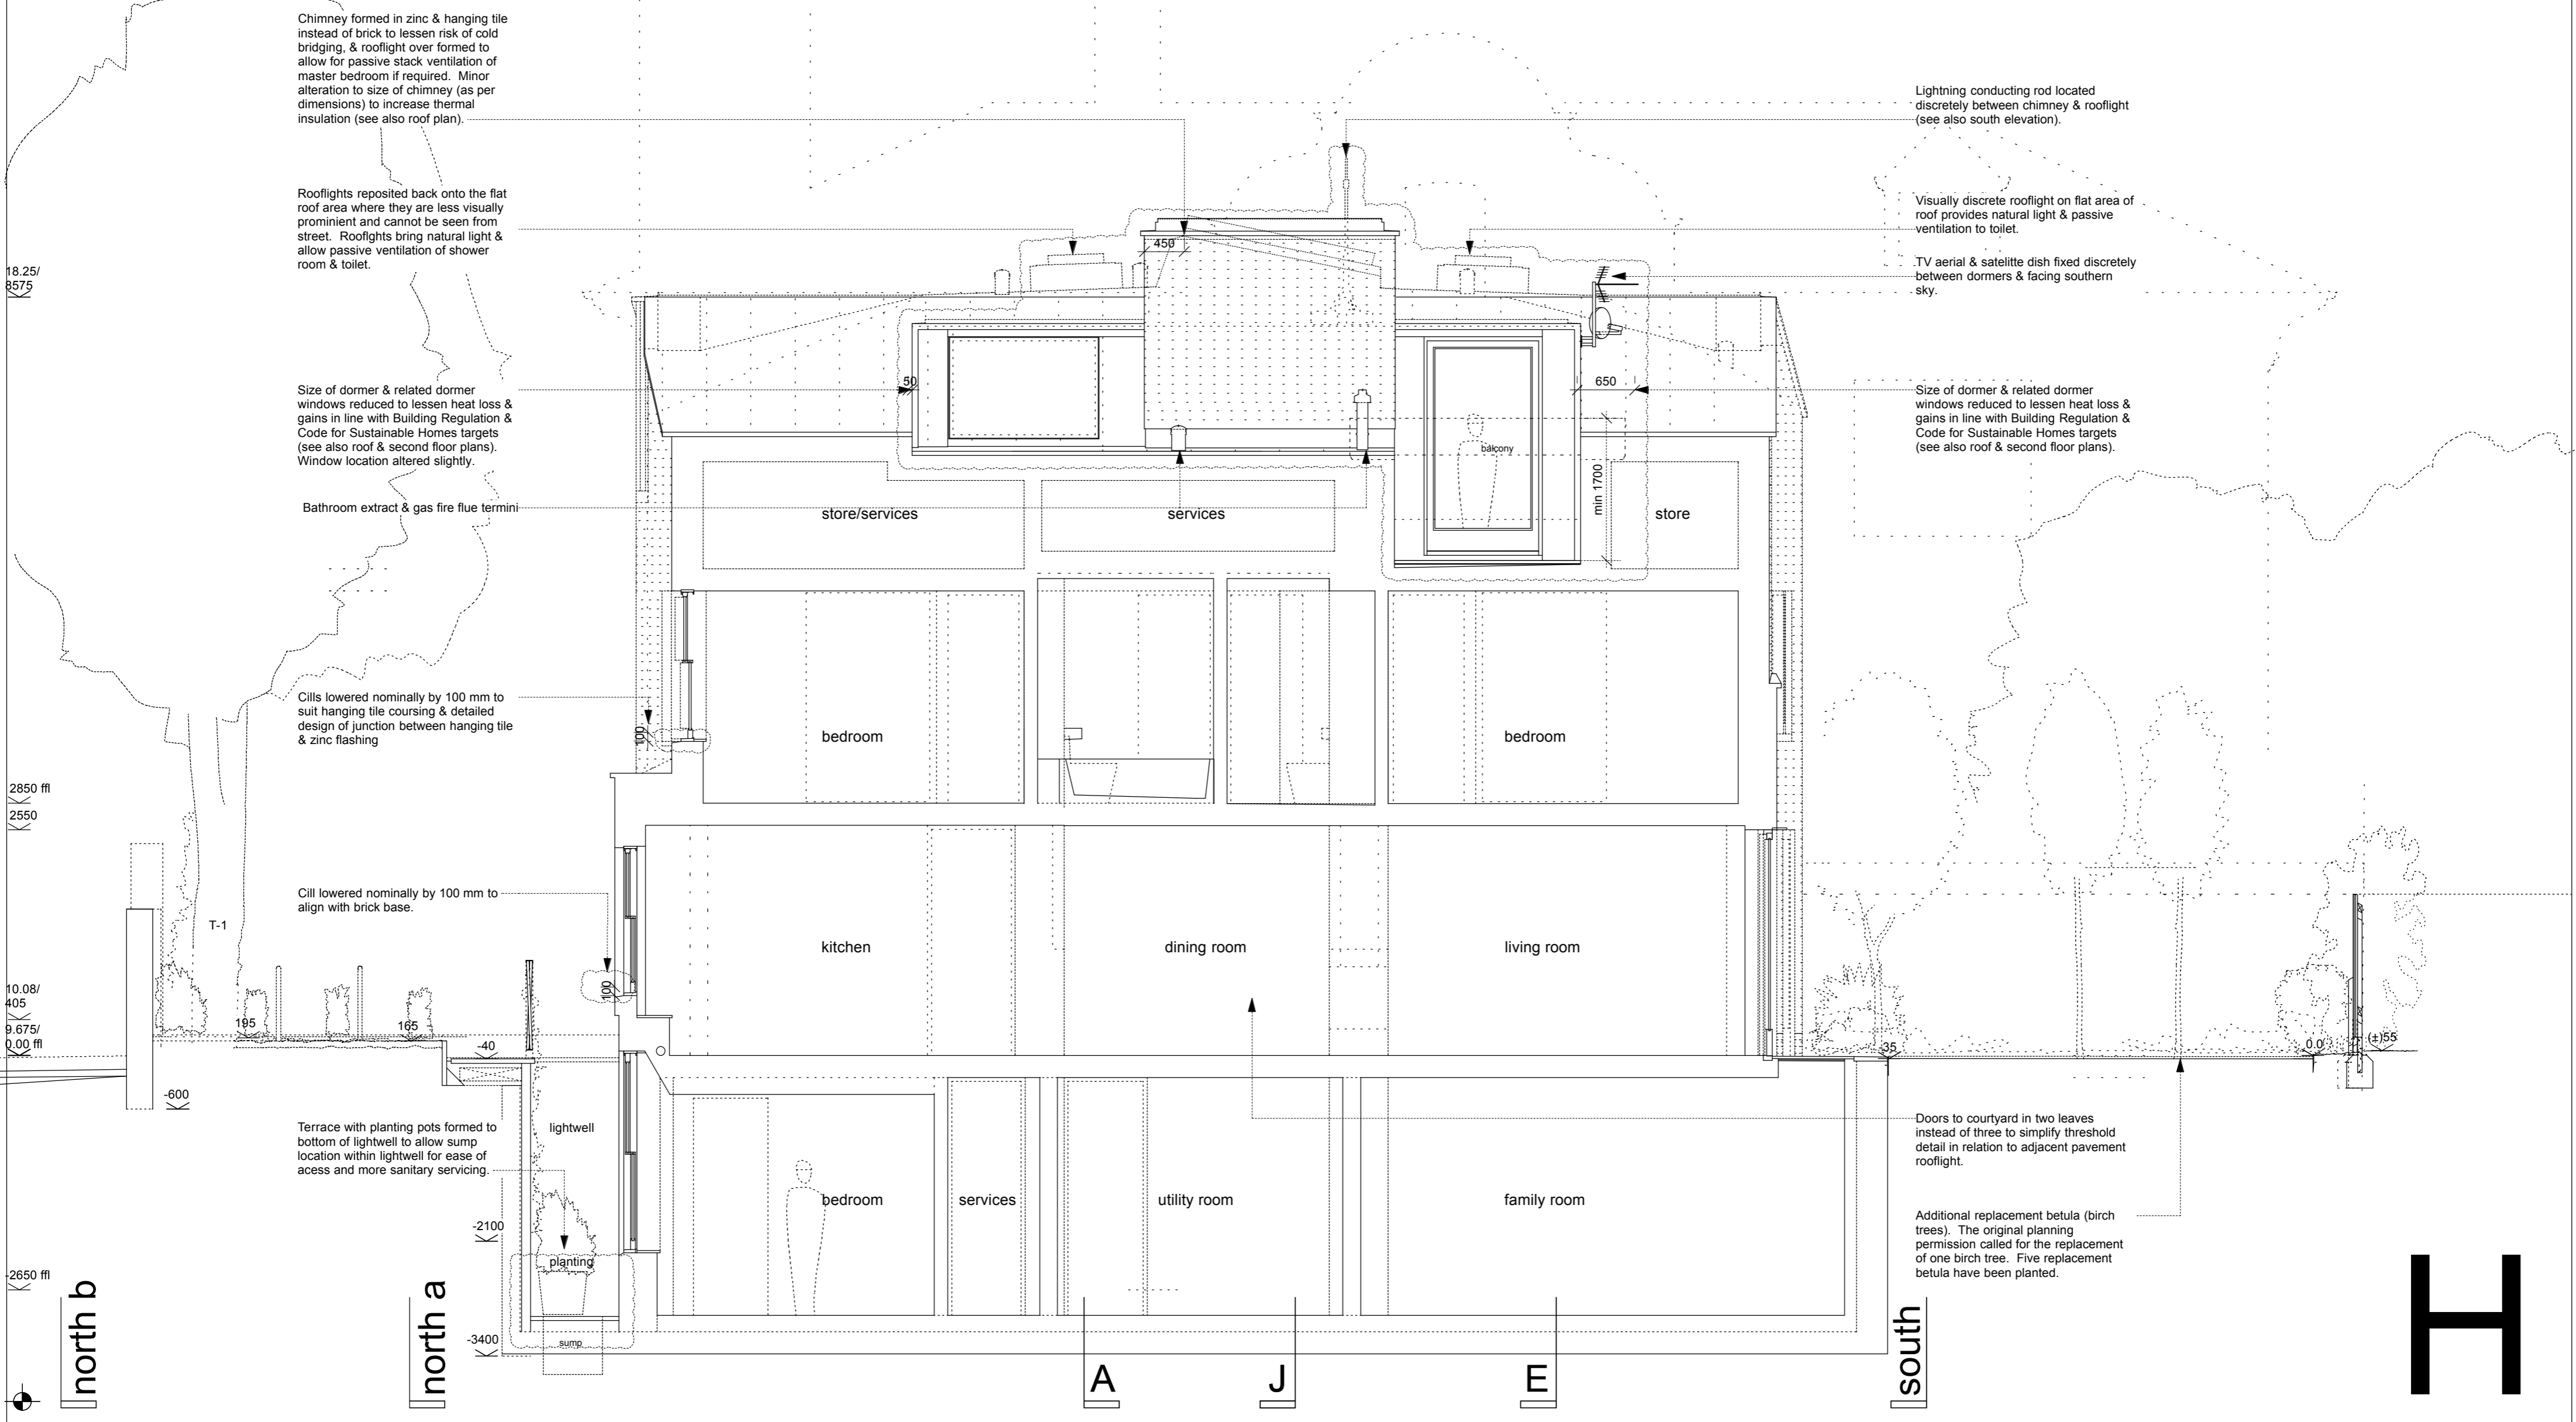 Chimney formed in zinc & hanging tile
instead of brick to lessen risk of cold
bridging, & rooflight over formed to
allow for passive stack ventilation of
master bedroom if required. Minor
alteration to size of chimney (as per
dimensions) to increase thermal
insulation (see also roof plan).
Rooflights reposited back onto the flat
roof area where they are less visually
prominient and cannot be seen from
street. Rooflghts bring natural light &
allow passive ventilation of shower
room & toilet.
18.25/
8575
Size of dormer & related dormer
windows reduced to lessen heat loss &
gains in line with Building Regulation &
Code for Sustainable Homes targets
(see also roof & second floor plans).
Window location altered slightly.
Bathroom extract & gas fire flue termini
Cills lowered nominally by 100 mm to
suit hanging tile coursing & detailed
design of junction between hanging tile
& zinc flashing
2850 ffl
2550
Cill lowered nominally by 100 mm to
align with brick base.
T-1
10.08/
405
9.675/
0.00 ffl
195
165
-40
-600
Terrace with planting pots formed to
bottom of lightwell to allow sump
location within lightwell for ease of
acess and more sanitary servicing.
-2100
-2650 ffl
-3400
450
50
650
min 1700
balcony
store/services
services
store
100
bedroom
bedroom
100
kitchen
dining room
living room
lightwell
planting
sump
bedroom
services
utility room
family room
Lightning conducting rod located
discretely between chimney & rooflight
(see also south elevation).
Visually discrete rooflight on flat area of
roof provides natural light & passive
ventilation to toilet.
TV aerial & satelitte dish fixed discretely
between dormers & facing southern
sky.
Size of dormer & related dormer
windows reduced to lessen heat loss &
gains in line with Building Regulation &
Code for Sustainable Homes targets
(see also roof & second floor plans).
35
0.0
(±)55
Doors to courtyard in two leaves
instead of three to simplify threshold
detail in relation to adjacent pavement
rooflight.
Additional replacement betula (birch
trees). The original planning
permission called for the replacement
of one birch tree. Five replacement
betula have been planted.
north b
north a
A
J
E
south
H